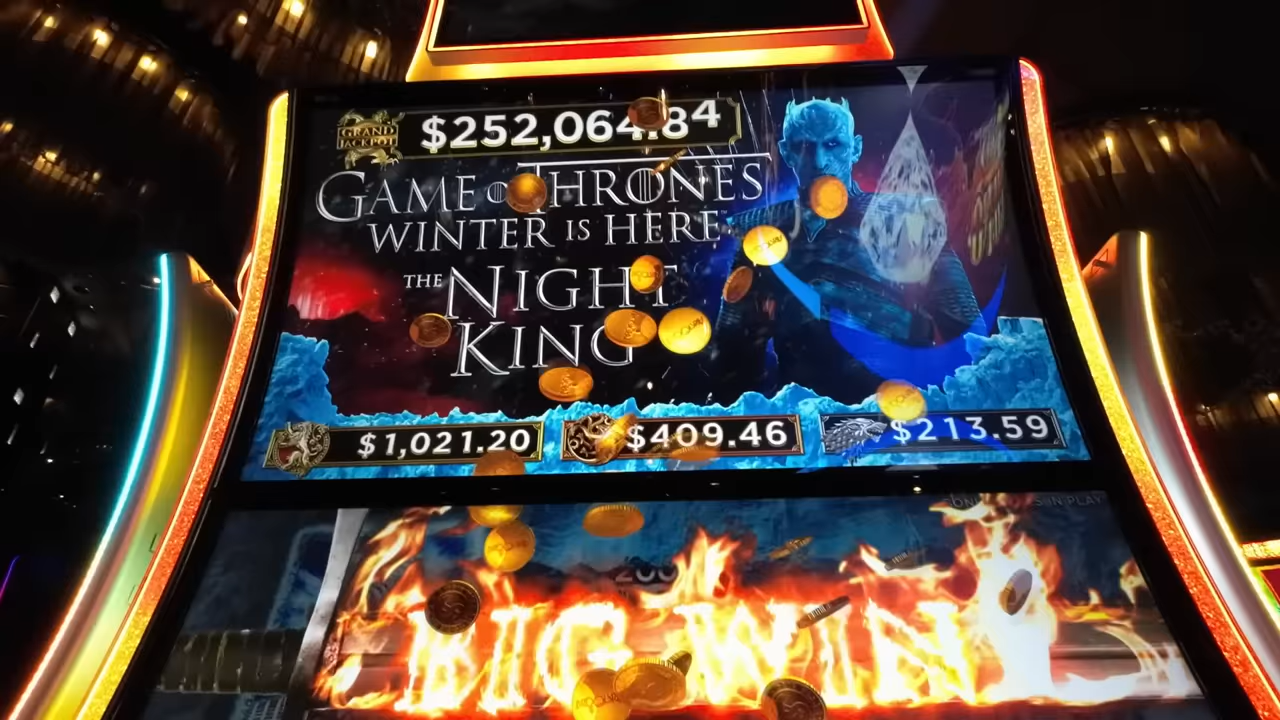 GRAND
JACKPOT
$252,064.84
GAME OF THRONES
WINTER IS HERE
THE NIGHT
KING
$1,021.20
$409.46
$213.59
BIG WIN